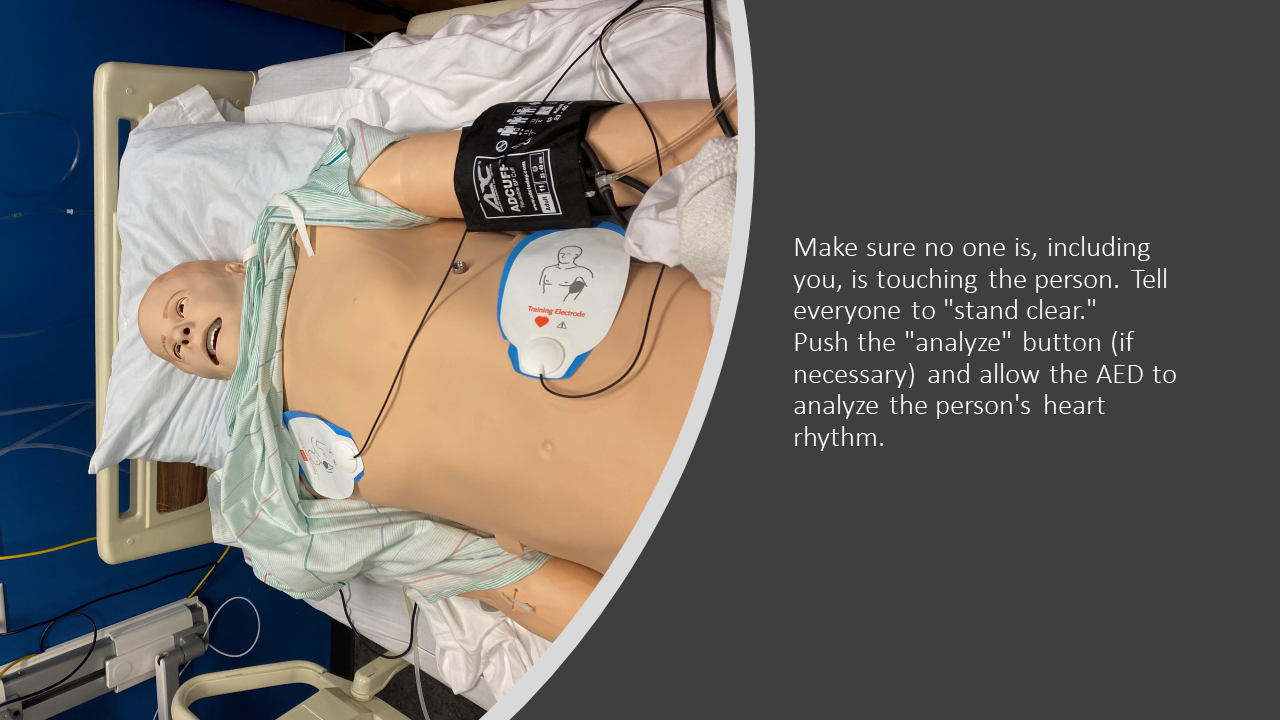 ADC
ADCUFF
Training Electrode
Make sure no one is, including
you, is touching the person. Tell
everyone to "stand clear."
Push the "analyze" button (if
necessary) and allow the AED to
analyze the person's heart
rhythm.